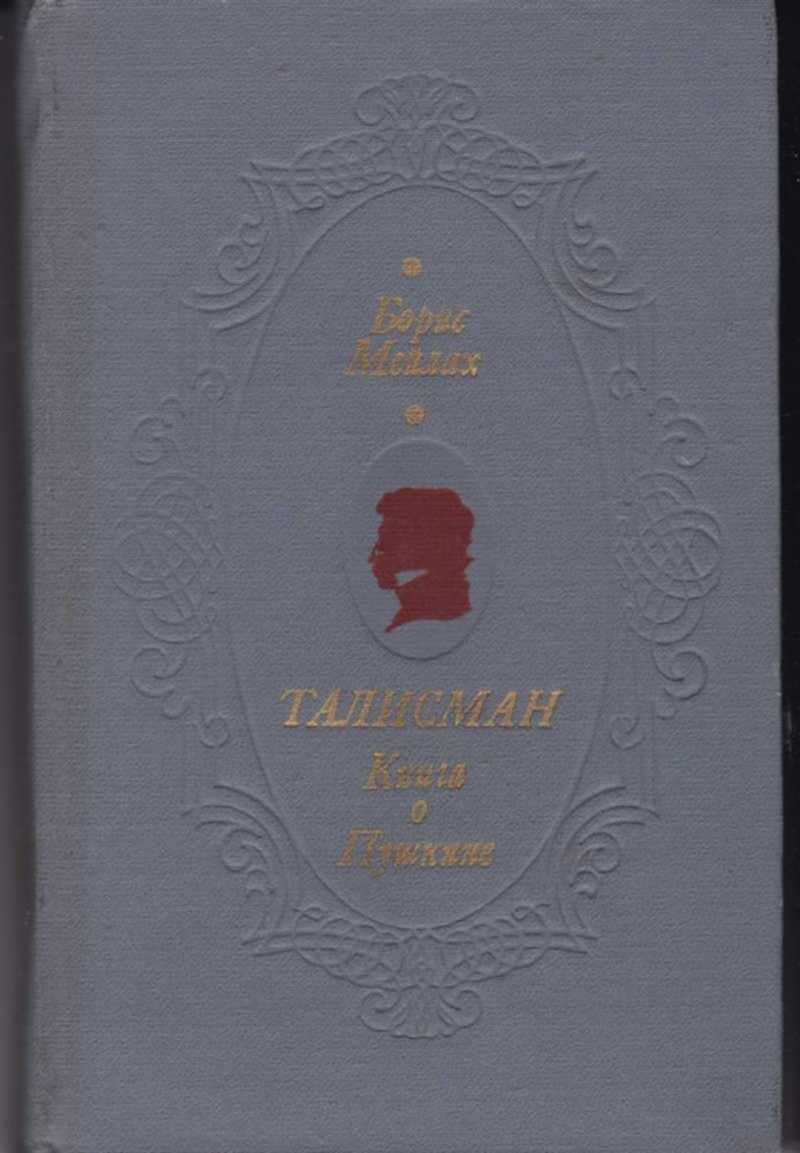 Борис
Мейлах
ТАЛИСМАН
Книга
о
Пушкине